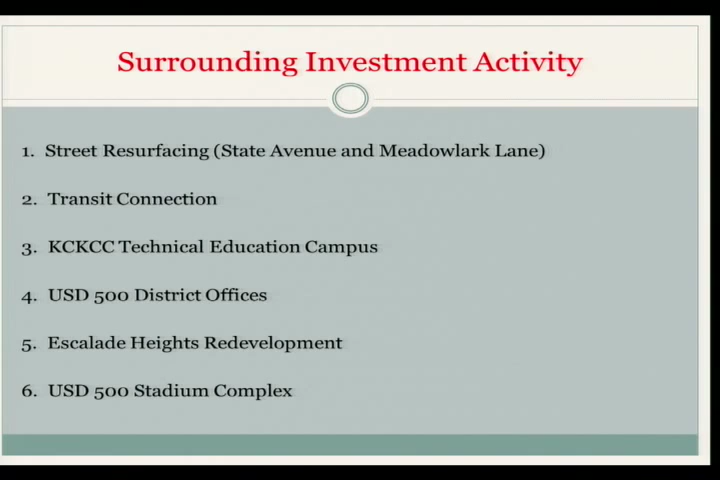 Surrounding Investment Activity
1. Street Resurfacing (State Avenue and Meadowlark Lane)
2. Transit Connection
3. KCKCC Technical Education Campus
4. USD 500 District Offices
5. Escalade Heights Redevelopment
6. USD 500 Stadium Complex